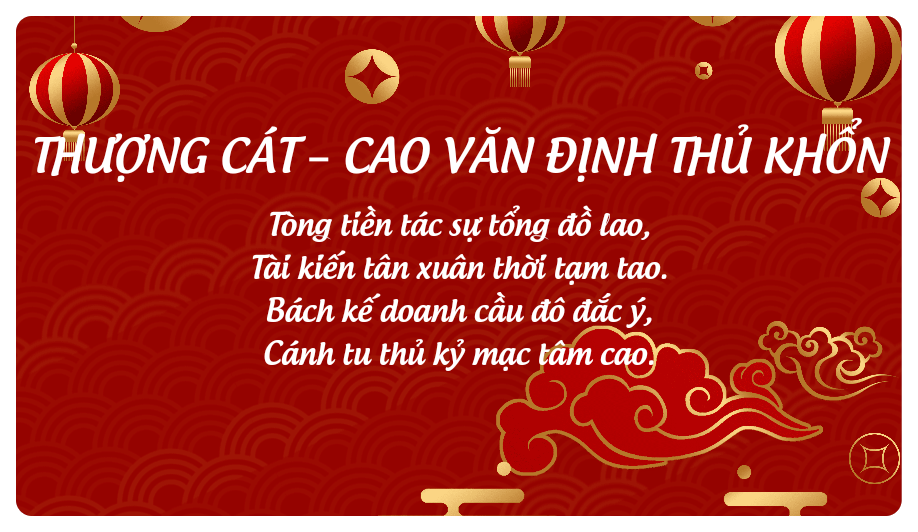 THƯỢNG CÁT – CAO VĂN ĐỊNH THỦ KHỔN
Tòng tiền tác sự tổng đồ lao,
Tài kiến tân xuân thời tạm tao.
Bách kế doanh cầu đô đắc ý,
Cánh tu thủ kỷ mạc tâm cao.